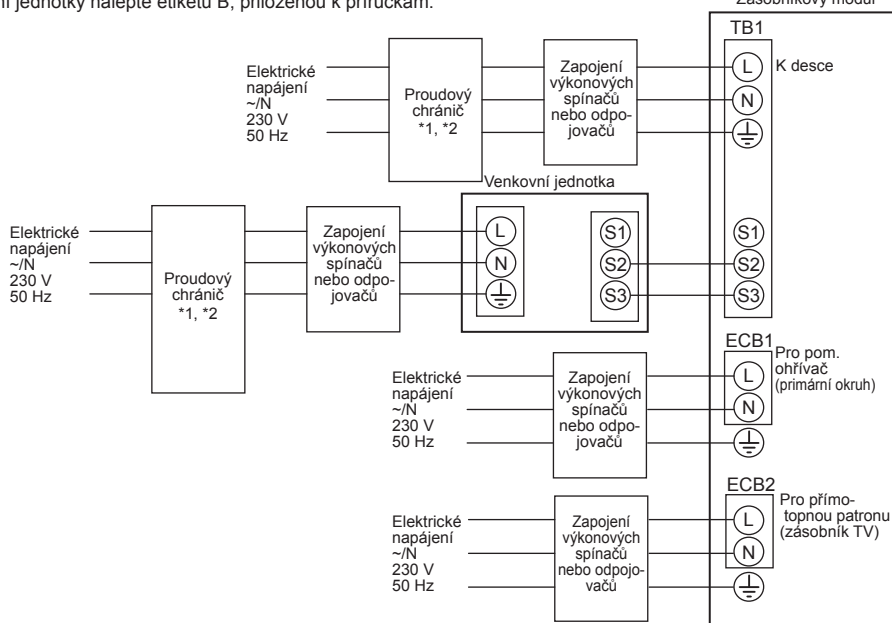 ní jednotky nalepte etiketu B, přiloženou k příručkám.
Zásobníkový modul
TB1
Elektrické
napájení
~/N
230 V
50 Hz
Proudový
chránič
*1, *2
Zapojení
výkonových
spínačů
nebo odpo-
jovačů
L
K desce
N
Venkovní jednotka
Elektrické
napájení
~/N
230 V
50 Hz
Proudový
chránič
*1, *2
Zapojení
výkonových
spínačů
nebo odpo-
jovačů
L
N
S1
S2
S3
S1
S2
S3
ECB1
Elektrické
napájení
~/N
230 V
50 Hz
Zapojení
výkonových
spínačů
nebo odpo-
jovačů
L
N
Pro pom.
ohřívač
(primární okruh)
ECB2
Elektrické
napájení
~/N
230 V
50 Hz
Zapojení
výkonových
spínačů
nebo odpojo-
vačů
L
N
Pro přímo-
topnou patronu
(zásobník TV)